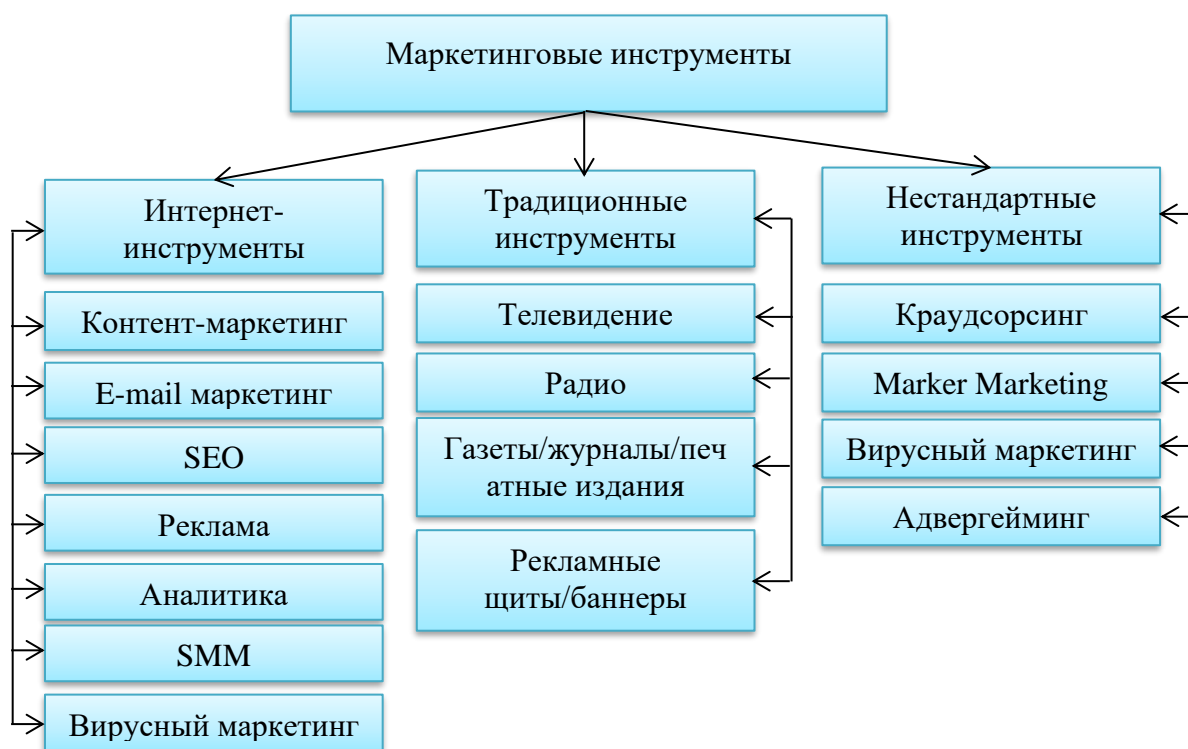 Маркетинговые инструменты
Интернет-
инструменты
Контент-маркетинг
E-mail маркетинг
SEO
Реклама
Аналитика
SMM
Вирусный маркетинг
Традиционные
инструменты
Телевидение
Радио
Газеты/журналы/печ
атные издания
Рекламные
щиты/баннеры
Нестандартные
инструменты
Краудсорсинг
Marker Marketing
Вирусный маркетинг
Адвергейминг